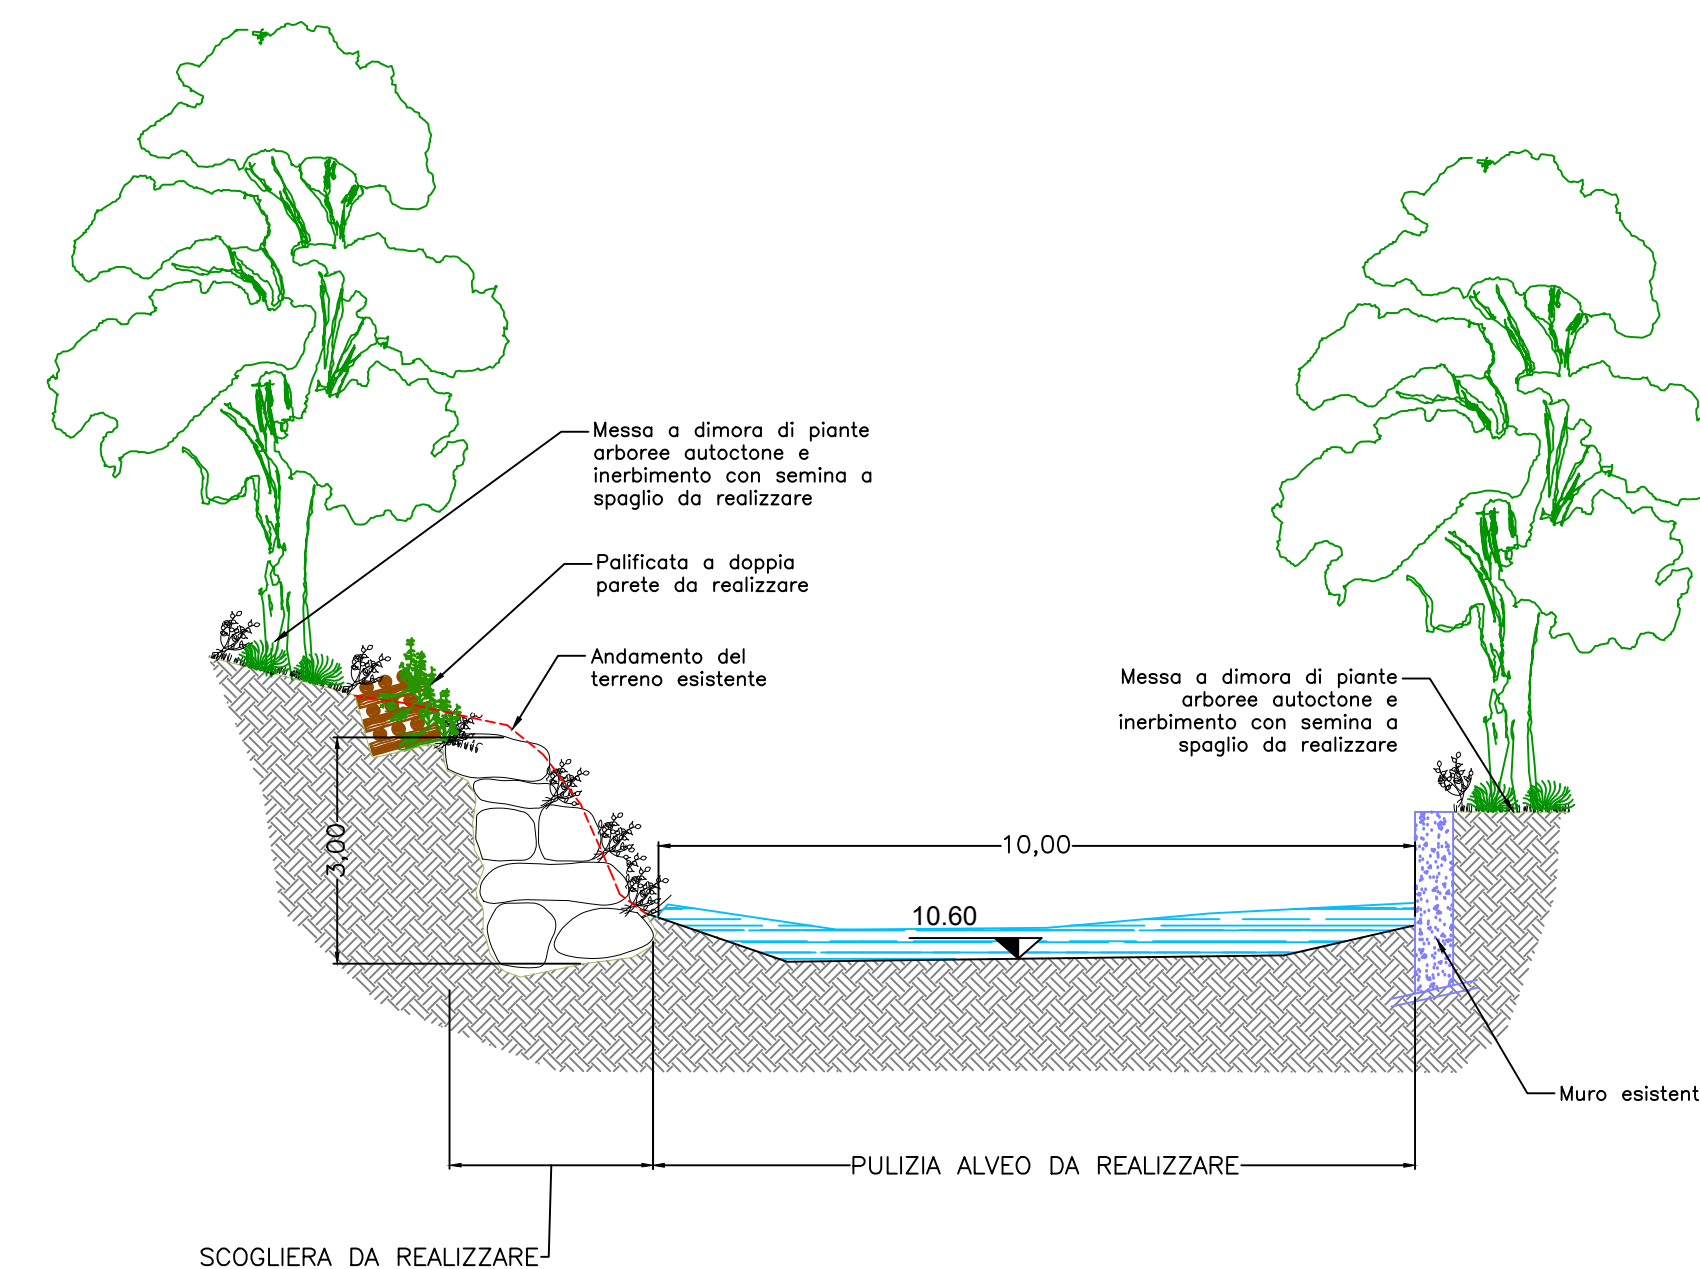 Messa a dimora di piante
arboree autoctone e
inerbimento con semina a
spaglio da realizzare
Palificata a doppia
parete da realizzare
Andamento del
terreno esistente
Messa a dimora di piante
arboree autoctone e
inerbimento con semina a
spaglio da realizzare
3,00
10,00
10.60
Muro esistent
PULIZIA ALVEO DA REALIZZARE
SCOGLIERA DA REALIZZARE